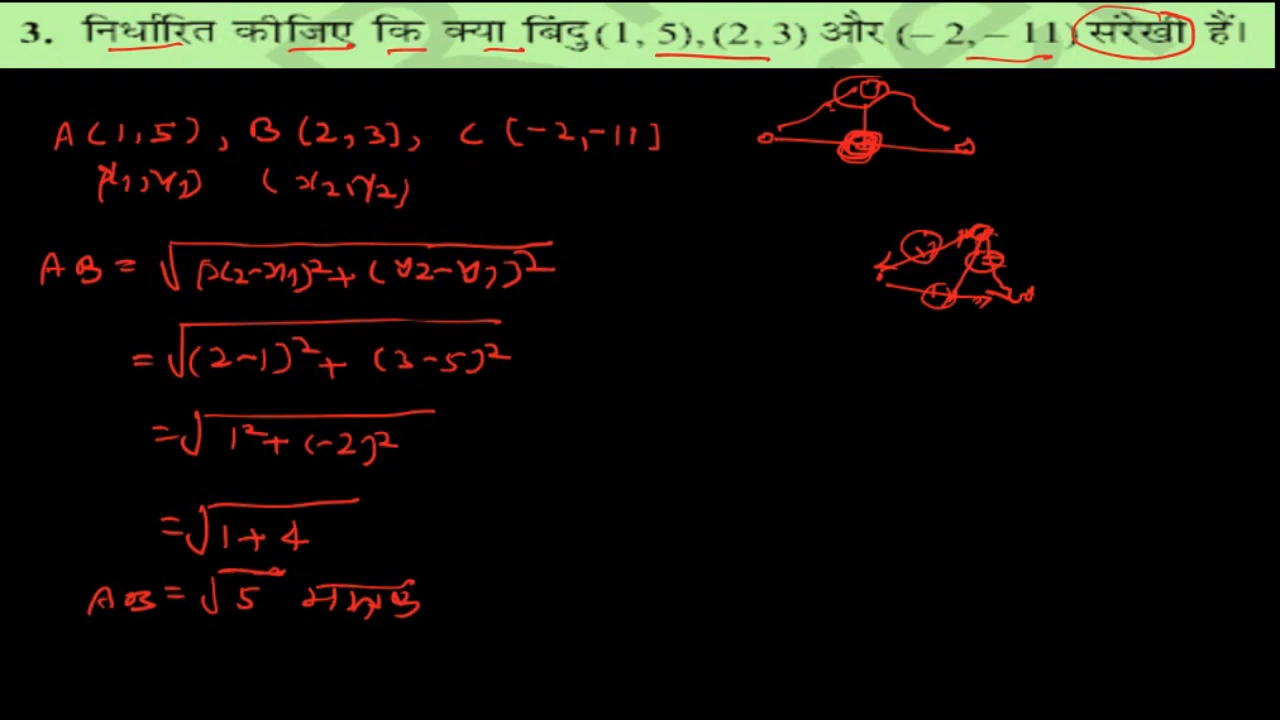 3. निर्धारित कीजिए कि क्या बिंदु (1, 5), (2, 3) और (– 2, – 11) संरेखी हैं।
A (1, 5) , B (2, 3), C (-2, -11)
(x1, y1) (x2, y2)
AB = √(x2-x1)²+(y2-y1)²
= √(2-1)²+ (3-5)²
= √1²+ (-2)²
= √1+4
AB = √5 मात्रक